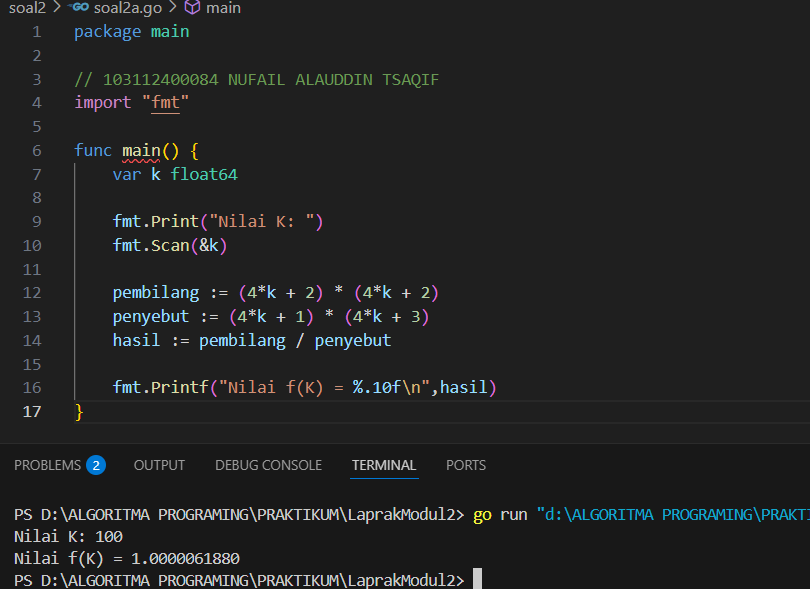 soal2 > GO soal2a.go > main
1 package main
2
3 // 103112400084 NUFAIL ALAUDDIN TSAQIF
4 import "fmt"
5
6 func main() {
7 var k float64
8
9 fmt.Print("Nilai K: ")
10 fmt.Scan(&k)
11
12 pembilang := (4*k + 2) * (4*k + 2)
13 penyebut := (4*k + 1) * (4*k + 3)
14 hasil := pembilang / penyebut
15
16 fmt.Printf("Nilai f(K) = %.10f\n",hasil)
17 }
PROBLEMS 2 OUTPUT DEBUG CONSOLE TERMINAL PORTS
PS D:\ALGORITMA PROGRAMING\PRAKTIKUM\LaprakModul2> go run "d:\ALGORITMA PROGRAMING\PRAKTI
Nilai K: 100
Nilai f(K) = 1.0000061880
PS D:\ALGORITMA PROGRAMING\PRAKTIKUM\LaprakModul2>